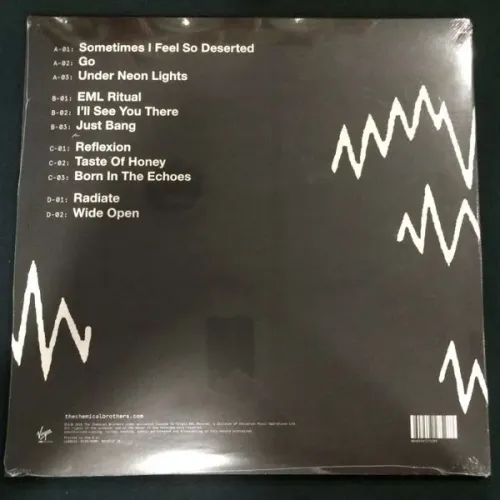 A-01: Sometimes I Feel So Deserted
A-02: Go
A-03: Under Neon Lights
B-01: EML Ritual
B-02: I'll See You There
B-03: Just Bang
C-01: Reflexion
C-02: Taste Of Honey
C-03: Born In The Echoes
D-01: Radiate
D-02: Wide Open
thechemicalbrothers.com
Virgin